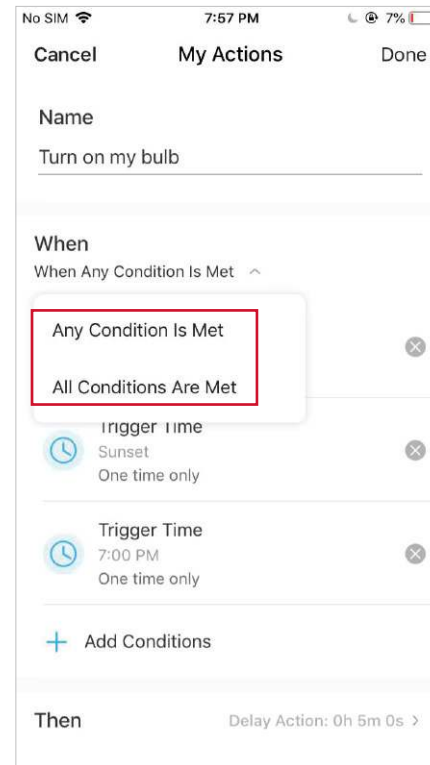 No SIM 7:57 PM 7%
Cancel My Actions Done
Name
Turn on my bulb
When
When Any Condition Is Met
Any Condition Is Met
All Conditions Are Met
Trigger Time
Sunset
One time only
Trigger Time
7:00 PM
One time only
+ Add Conditions
Then Delay Action: 0h 5m 0s >